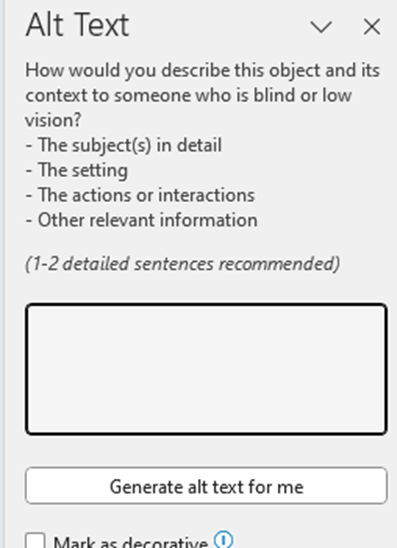 Alt Text
How would you describe this object and its
context to someone who is blind or low
vision?
- The subject(s) in detail
- The setting
- The actions or interactions
- Other relevant information
(1-2 detailed sentences recommended)
Generate alt text for me
Mark as decorative